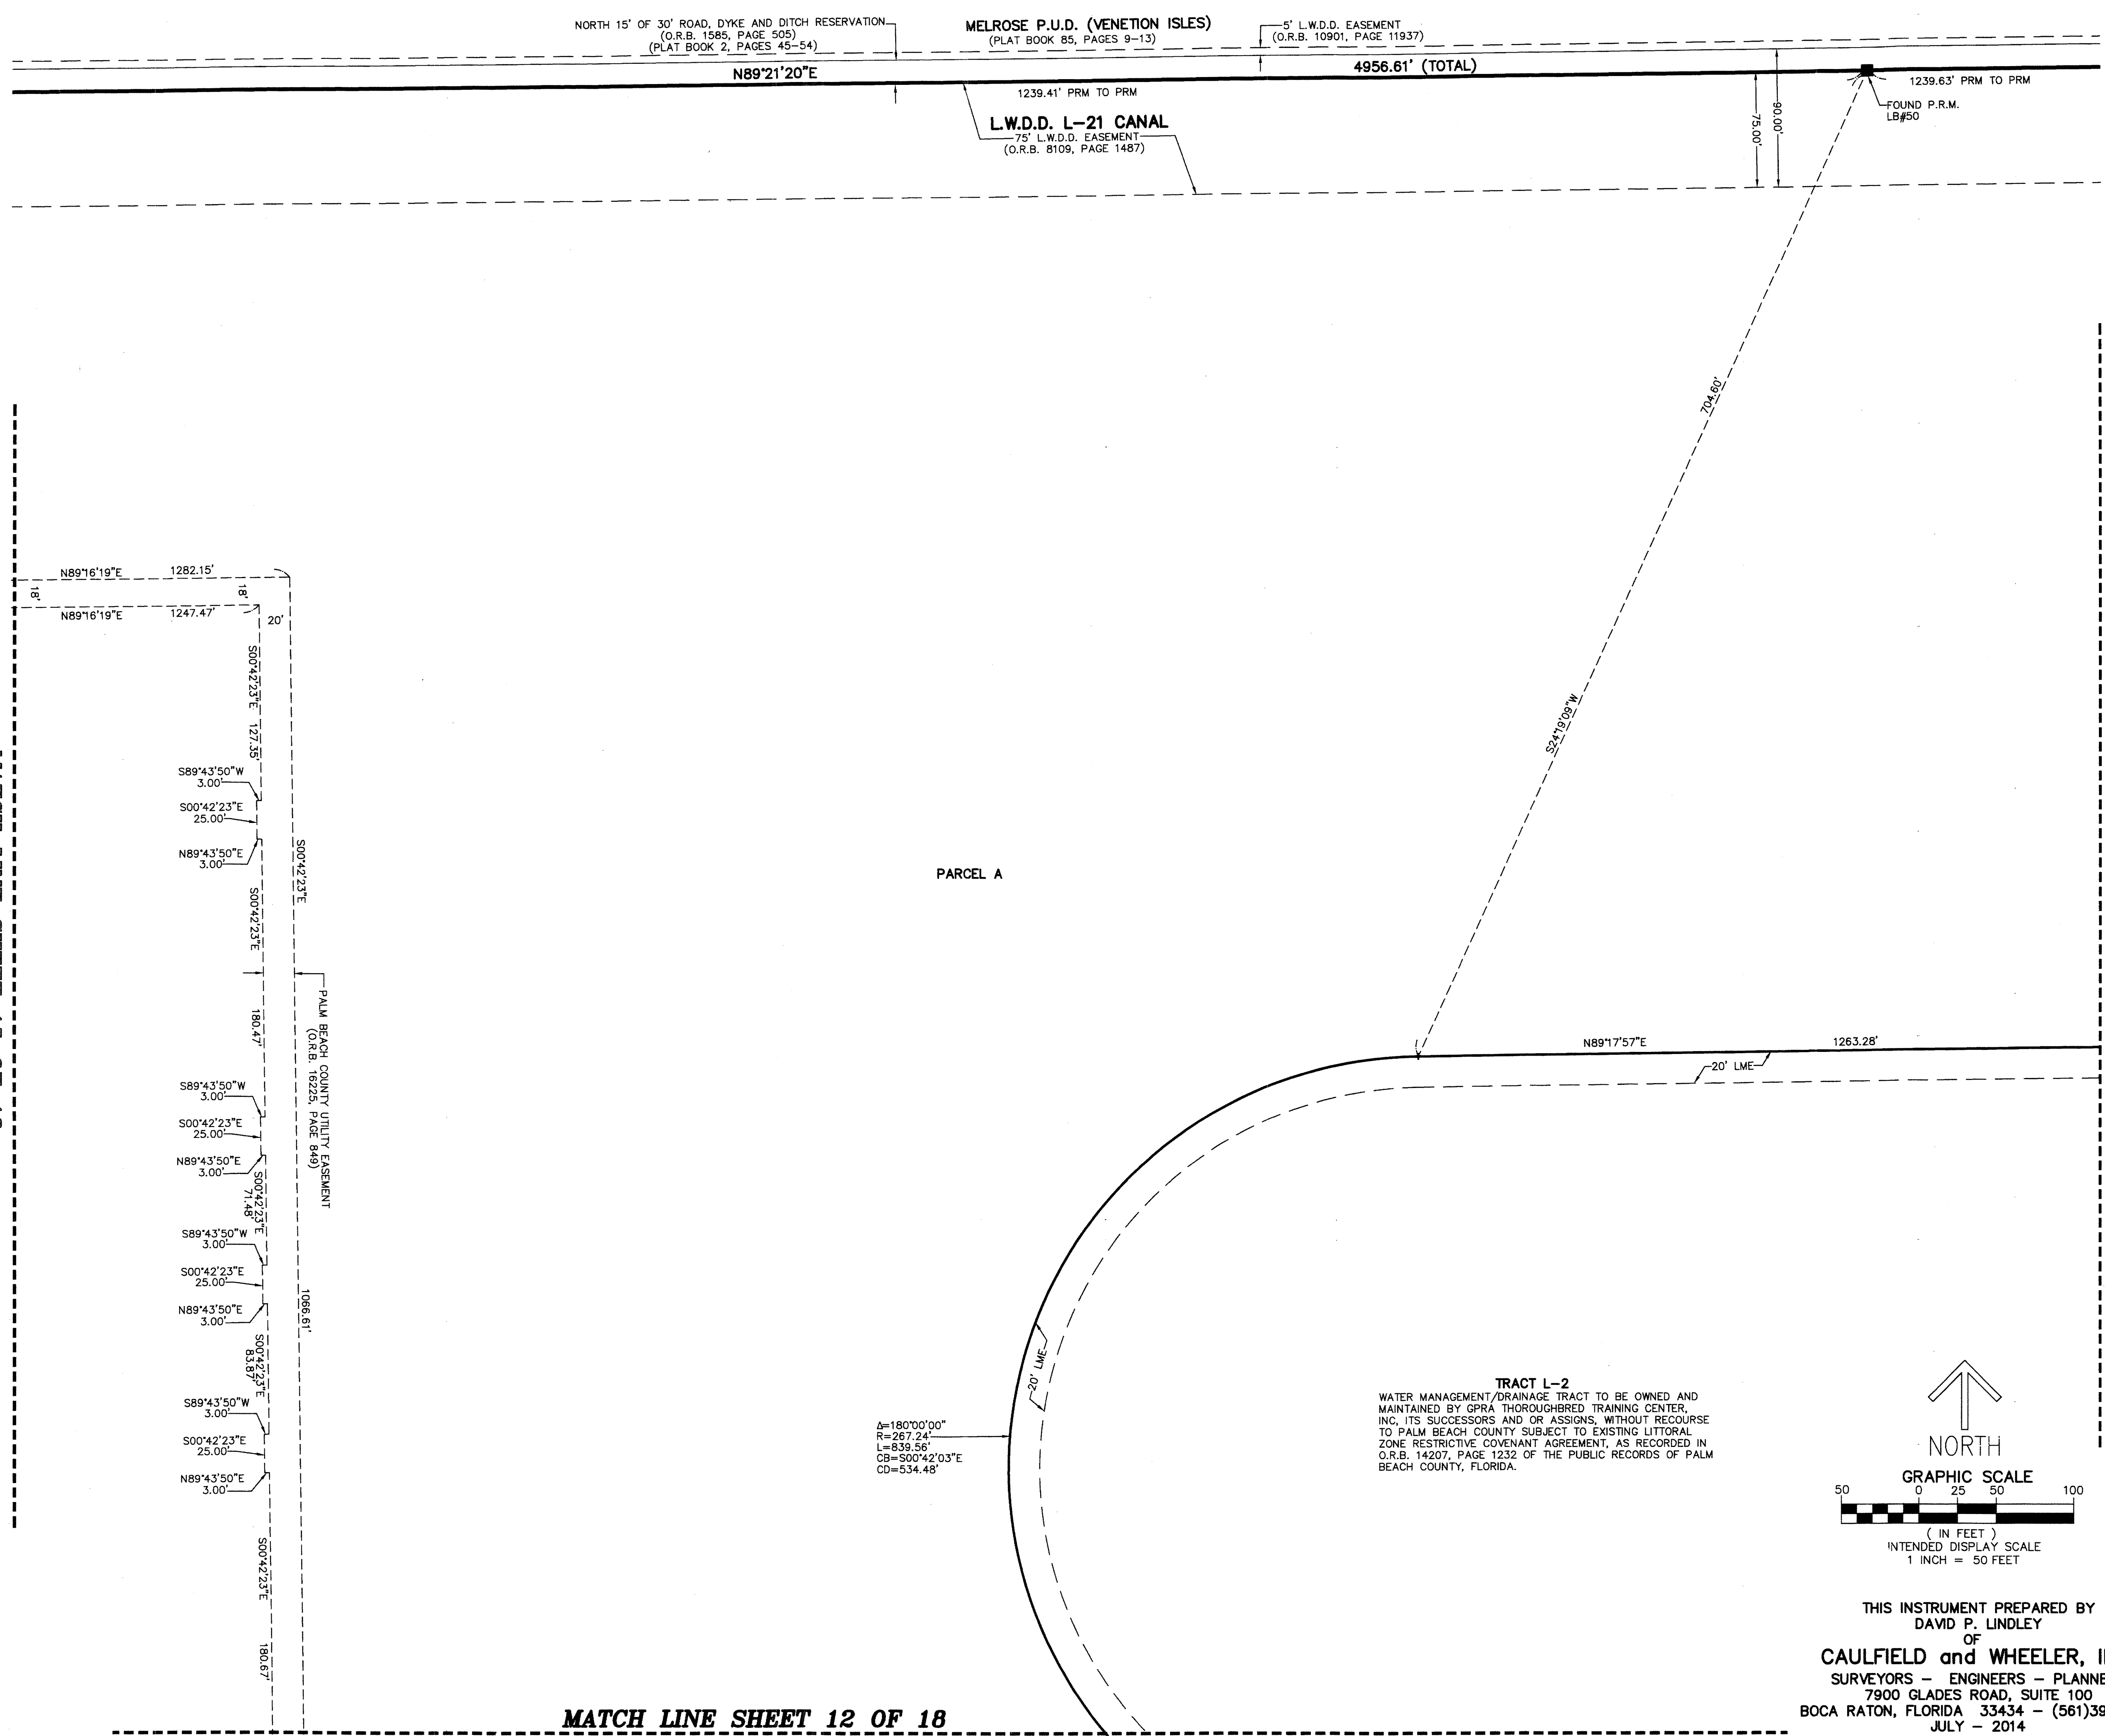 NORTH 15' OF 30' ROAD, DYKE AND DITCH RESERVATION
(O.R.B. 1585, PAGE 505)
(PLAT BOOK 2, PAGES 45-54)
MELROSE P.U.D. (VENETION ISLES)
(PLAT BOOK 85, PAGES 9-13)
5' L.W.D.D. EASEMENT
(O.R.B. 10901, PAGE 11937)
N89°21'20"E
4956.61' (TOTAL)
1239.41' PRM TO PRM
1239.63' PRM TO PRM
FOUND P.R.M.
LB#50
L.W.D.D. L-21 CANAL
75' L.W.D.D. EASEMENT
(O.R.B. 8109, PAGE 1487)
75.00'
90.00'
704.60'
S24°19'09"W
N89°16'19"E 1282.15'
18'
18'
N89°16'19"E 1247.47'
20'
S00°42'23"E 127.35'
S89°43'50"W
3.00'
S00°42'23"E
25.00'
N89°43'50"E
3.00'
S00°42'23"E
S00°42'23"E
180.47'
PALM BEACH COUNTY UTILITY EASEMENT
(O.R.B. 16225, PAGE 849)
PARCEL A
S89°43'50"W
3.00'
S00°42'23"E
25.00'
N89°43'50"E
3.00'
S00°42'23"E
71.48'
S89°43'50"W
3.00'
S00°42'23"E
25.00'
N89°43'50"E
3.00'
1066.61'
S00°42'23"E
83.87'
S89°43'50"W
3.00'
S00°42'23"E
25.00'
N89°43'50"E
3.00'
S00°42'23"E
180.67'
N89°17'57"E
1263.28'
20' LME
20' LME
Δ=180°00'00"
R=267.24'
L=839.56'
CB=S00°42'03"E
CD=534.48'
TRACT L-2
WATER MANAGEMENT/DRAINAGE TRACT TO BE OWNED AND
MAINTAINED BY GPRA THOROUGHBRED TRAINING CENTER,
INC, ITS SUCCESSORS AND OR ASSIGNS, WITHOUT RECOURSE
TO PALM BEACH COUNTY SUBJECT TO EXISTING LITTORAL
ZONE RESTRICTIVE COVENANT AGREEMENT, AS RECORDED IN
O.R.B. 14207, PAGE 1232 OF THE PUBLIC RECORDS OF PALM
BEACH COUNTY, FLORIDA.
NORTH
GRAPHIC SCALE
50 0 25 50 100
( IN FEET )
INTENDED DISPLAY SCALE
1 INCH = 50 FEET
THIS INSTRUMENT PREPARED BY
DAVID P. LINDLEY
OF
CAULFIELD and WHEELER,
SURVEYORS - ENGINEERS -
7900 GLADES ROAD, SUITE 100
BOCA RATON, FLORIDA 33434 - (561)39
JULY - 2014
MATCH LINE SHEET 12 OF 18